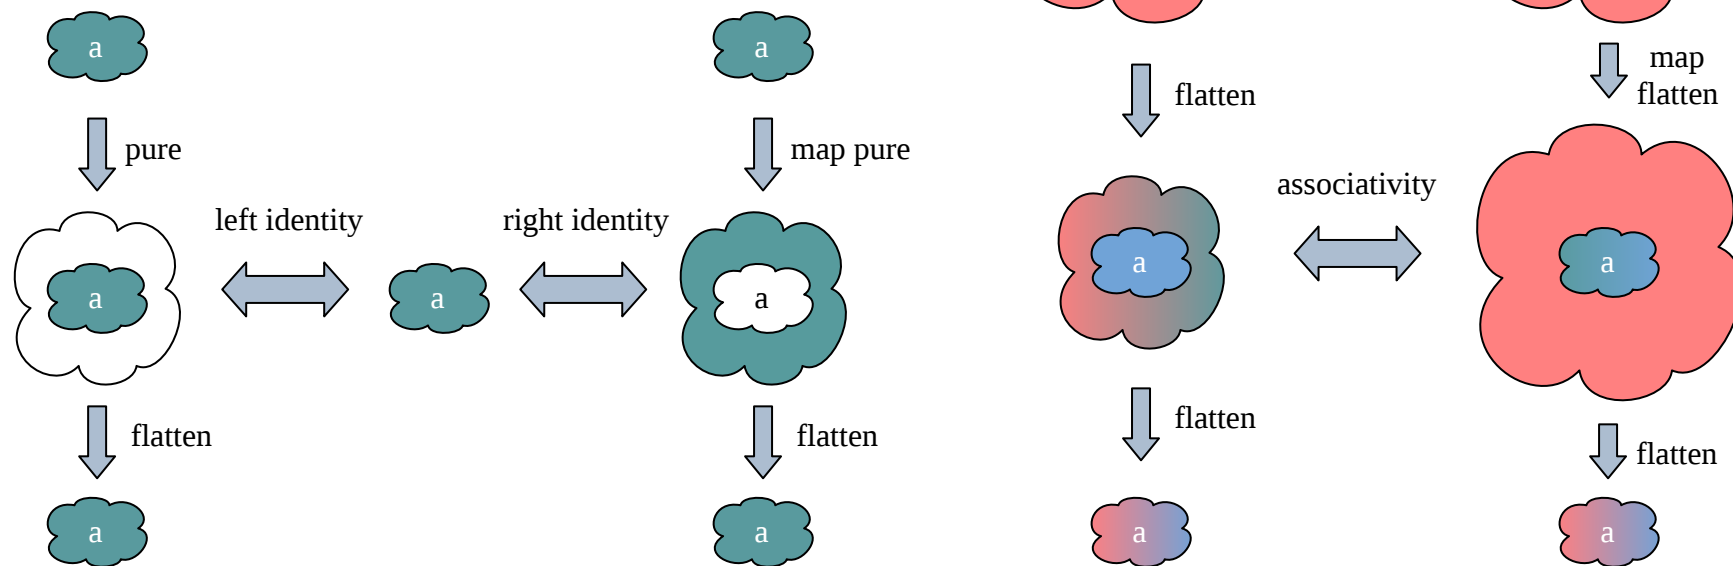 a
a
map
flatten
flatten
pure
map pure
associativity
left identity
right identity
a
a
a
a
a
flatten
flatten
flatten
flatten
a
a
a
a